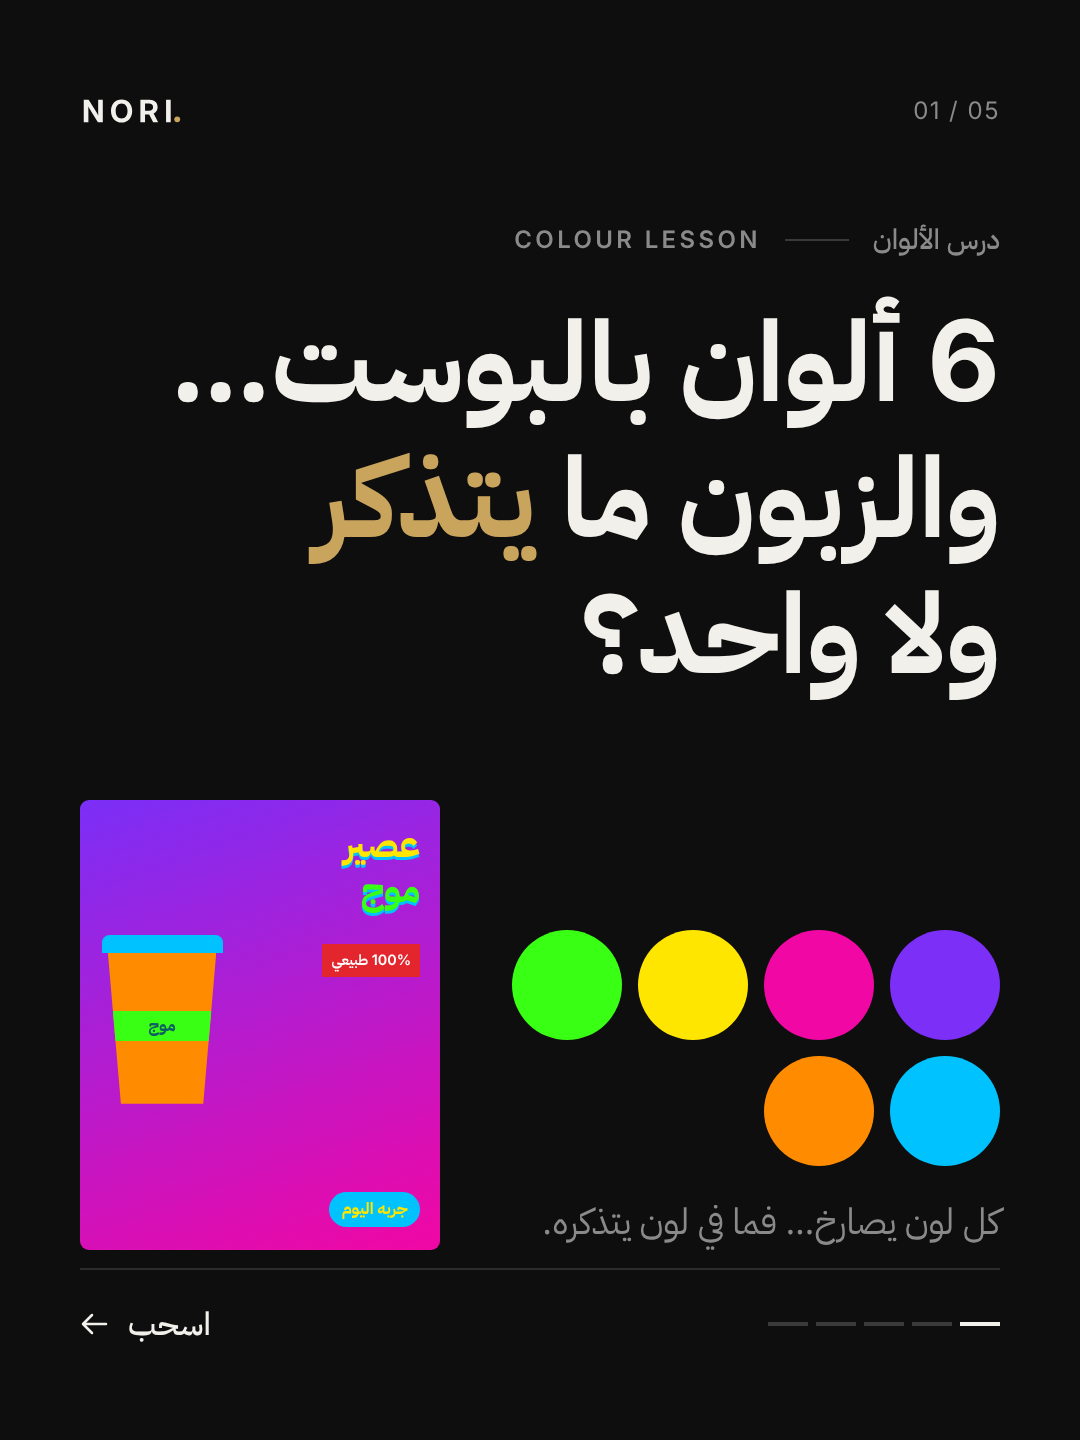 NORI.
01 / 05
درس الألوان — COLOUR LESSON
6 ألوان بالبوست...
والزبون ما يتذكر
ولا واحد؟
عصير
موج
100% طبيعي
موج
جربه اليوم
كل لون يصارخ... فما في لون يتذكره.
اسحب ←